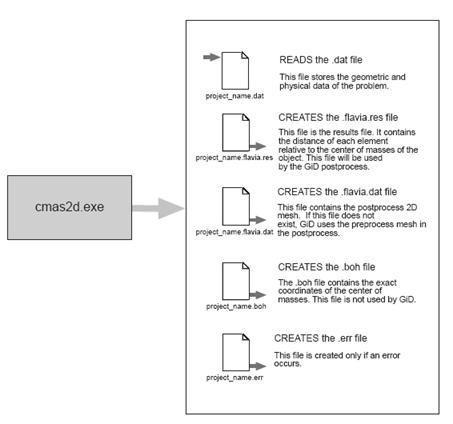 cmas2d.exe
READS the .dat file
This file stores the geometric and
physical data of the problem.
project_name.dat
CREATES the .flavia.res file
This file is the results file. It contains
the distance of each element
relative to the center of masses of the
object. This file will be used
by the GiD postprocess.
project_name.flavia.res
CREATES the .flavia.dat file
This file contains the postprocess 2D
mesh. If this file does not
exist, GiD uses the preprocess mesh in
the postprocess.
project_name.flavia.dat
CREATES the .boh file
The .boh file contains the exact
coordinates of the center of
masses. This file is not used by GiD.
project_name.boh
CREATES the .err file
This file is created only if an error
occurs.
project_name.err